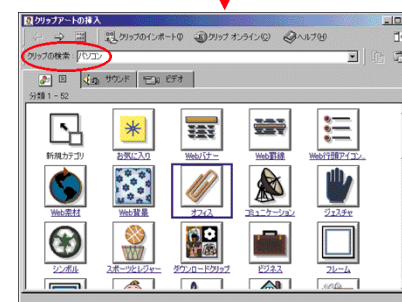 クリップアートの挿入
クリップのインポート(I) クリップ オンライン(C) ヘルプ(H)
クリップの検索: パソコン
図 サウンド ビデオ
分類 1 - 52
新規カテゴリ お気に入り Webバナー Web罫線 Web行頭アイコン...
Web素材 Web背景 オフィス コミュニケーション ジェスチャ
シンボル スポーツとレジャー ダウンロードクリップ ビジネス フレーム